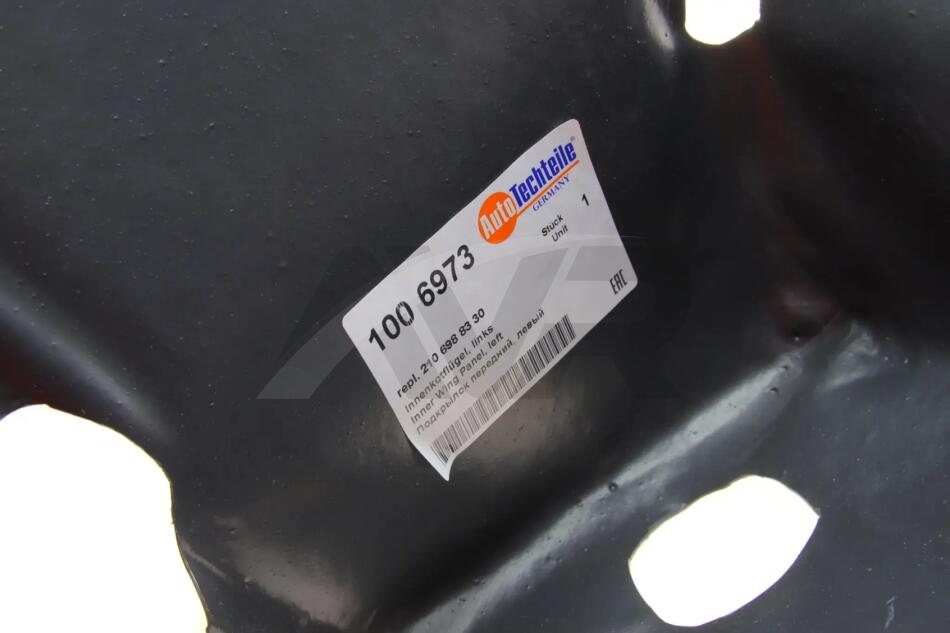 AutoTechteile®
GERMANY
100 6973
Stück
Unit
1
repl. 210 698 83 30
Innenkotflügel, links
Inner Wing Panel, left
Подкрылок передний, левый
EAC